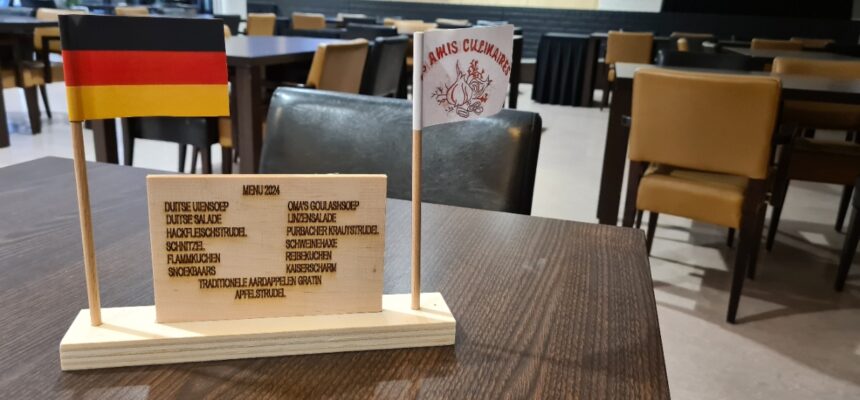 S AMIS CULINAIRES
MENU 2024
DUITSE UIENSOEP OMA'S GOULASHSOEP
DUITSE SALADE LINZENSALADE
HACKFLEISCHSTRUDEL PURBACHER KRAUTSTRUDEL
SCHNITZEL SCHWEINEHAXE
FLAMMKUCHEN REIBEKUCHEN
SNOEKBAARS KAISERSCHARM
TRADITIONELE AARDAPPELEN GRATIN
APFELSTRUDEL